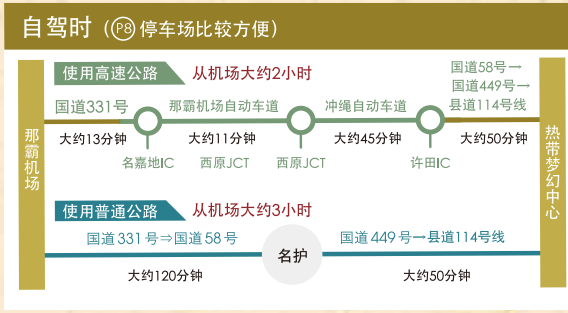 自驾时（P8停车场比较方便）
使用高速公路 从机场大约2小时
国道58号→
国道449号→
县道114号线
国道331号 那霸机场自动车道 冲绳自动车道
大约13分钟 大约11分钟 大约45分钟 大约50分钟
名嘉地IC 西原JCT 西原JCT 许田IC
那霸机场
热带梦幻中心
使用普通公路 从机场大约3小时
国道331号⇒国道58号 名护 国道449号→县道114号线
大约120分钟 大约50分钟